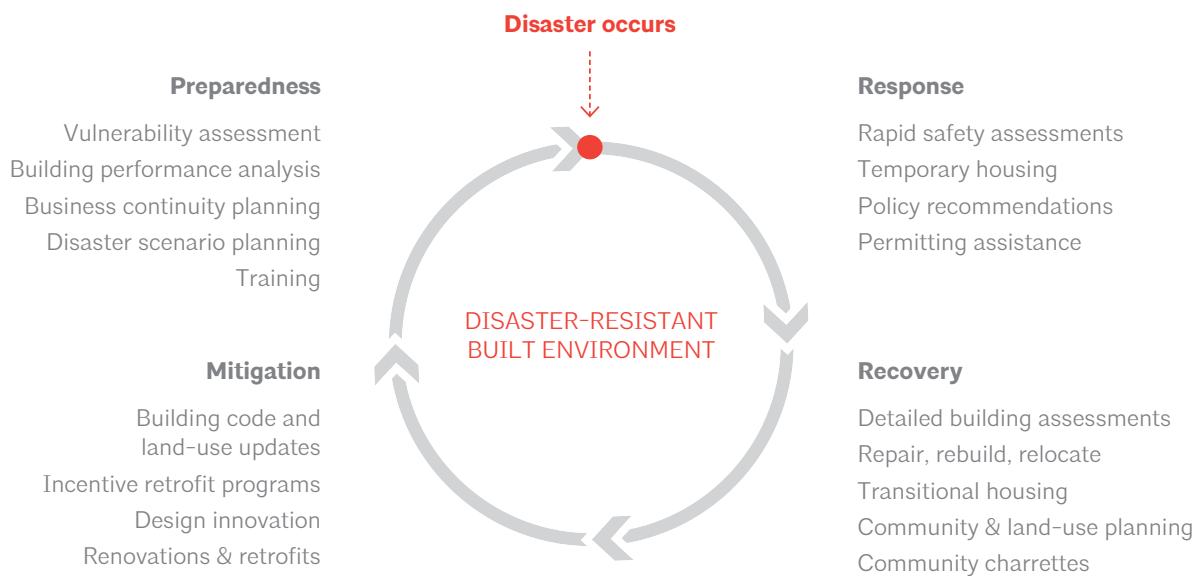 Disaster occurs
Preparedness
Vulnerability assessment
Building performance analysis
Business continuity planning
Disaster scenario planning
Training
Response
Rapid safety assessments
Temporary housing
Policy recommendations
Permitting assistance
DISASTER-RESISTANT
BUILT ENVIRONMENT
Mitigation
Building code and
land-use updates
Incentive retrofit programs
Design innovation
Renovations & retrofits
Recovery
Detailed building assessments
Repair, rebuild, relocate
Transitional housing
Community & land-use planning
Community charrettes